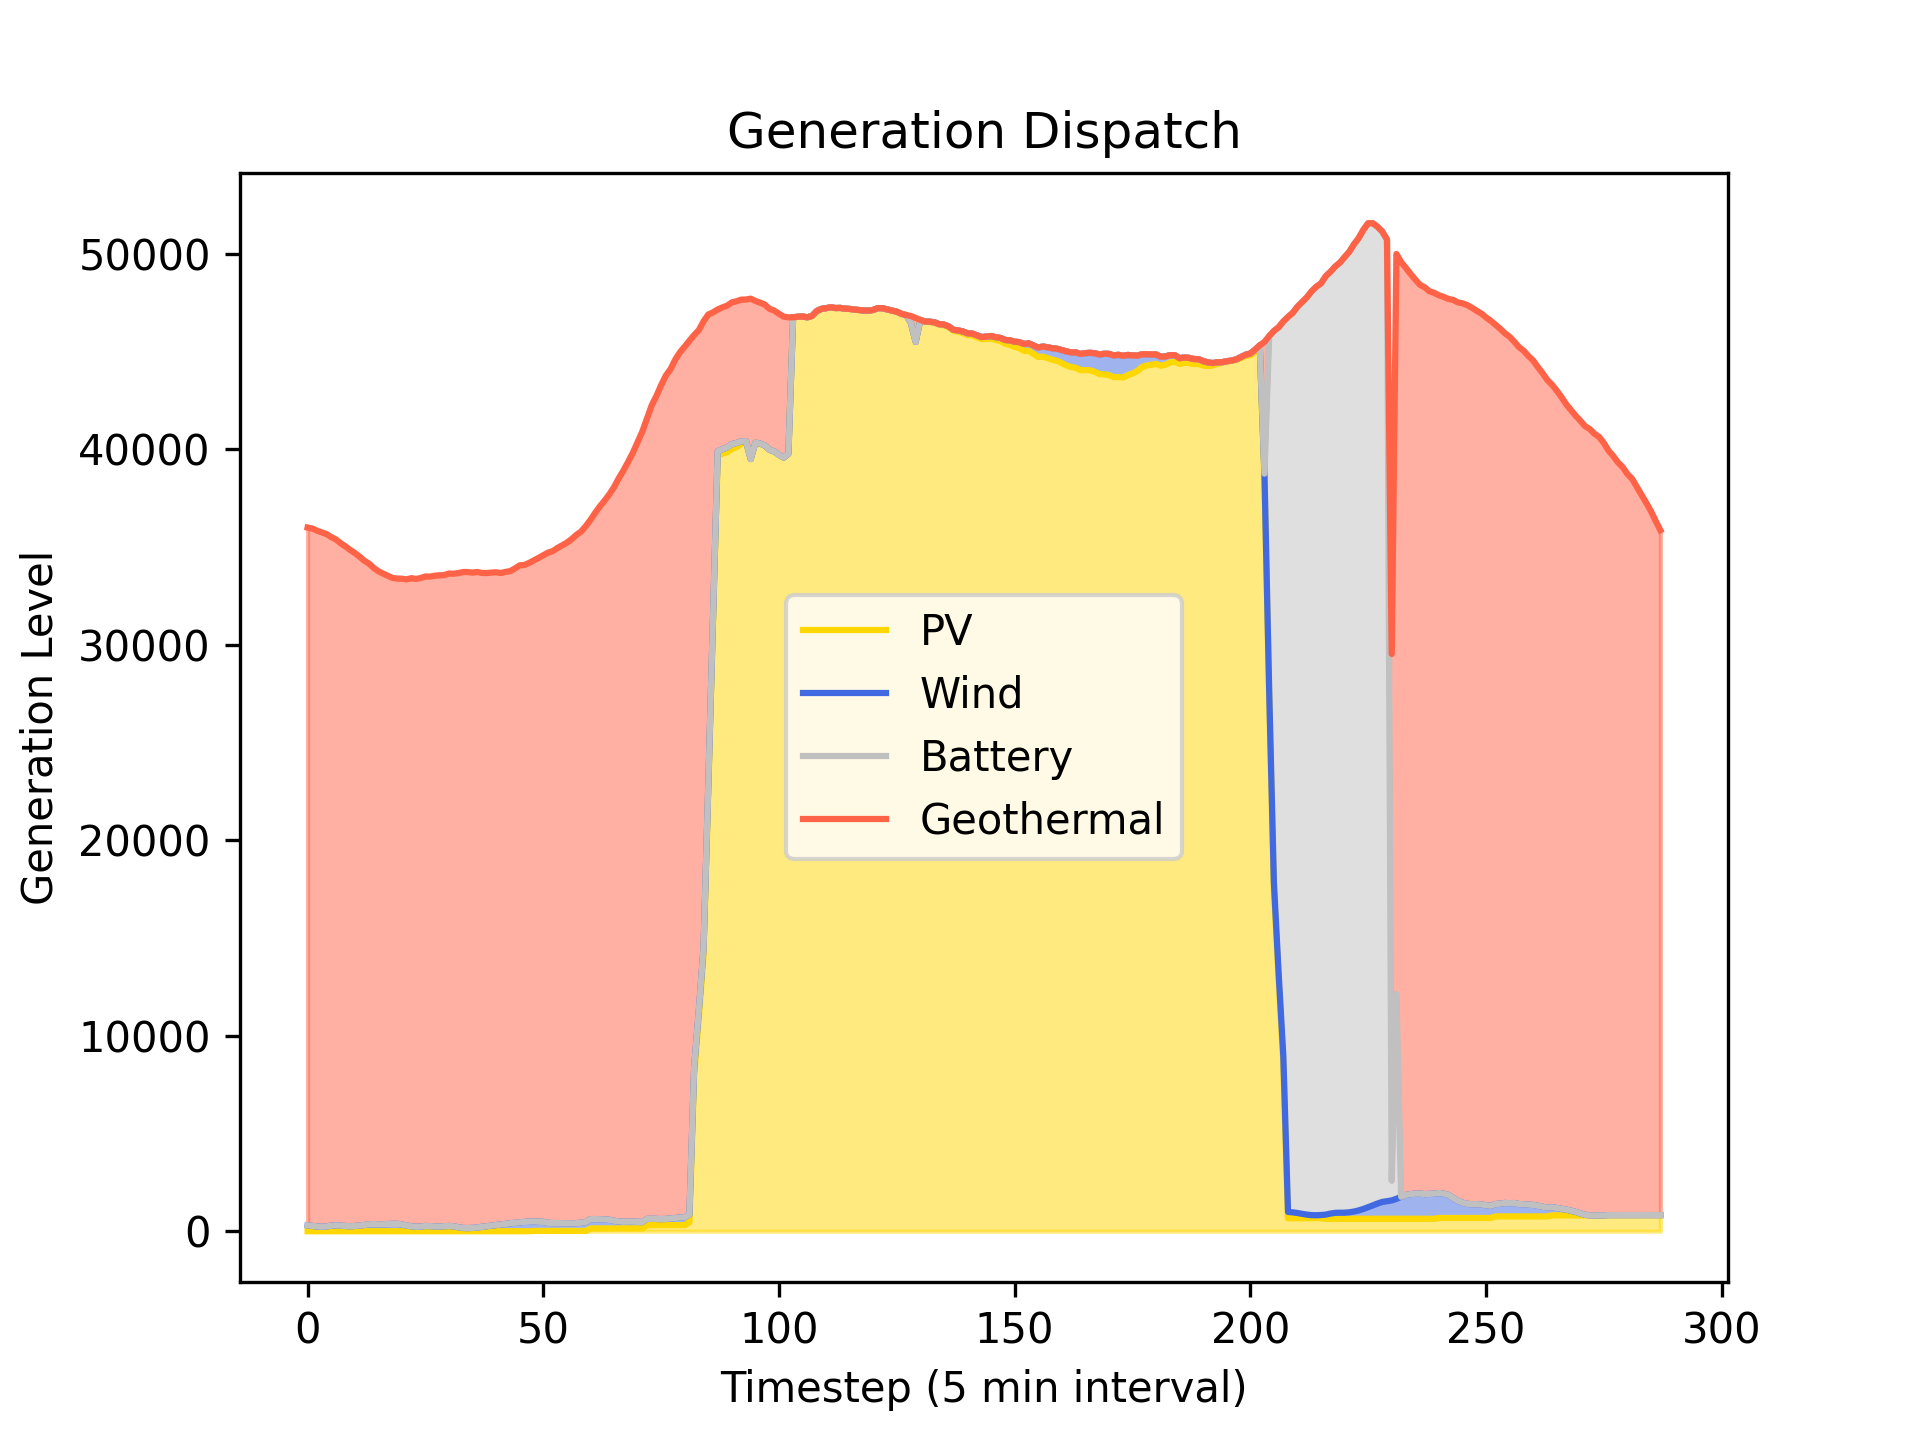 Generation Dispatch
Generation Level
50000
40000
30000
20000
10000
0
PV
Wind
Battery
Geothermal
0 50 100 150 200 250 300
Timestep (5 min interval)